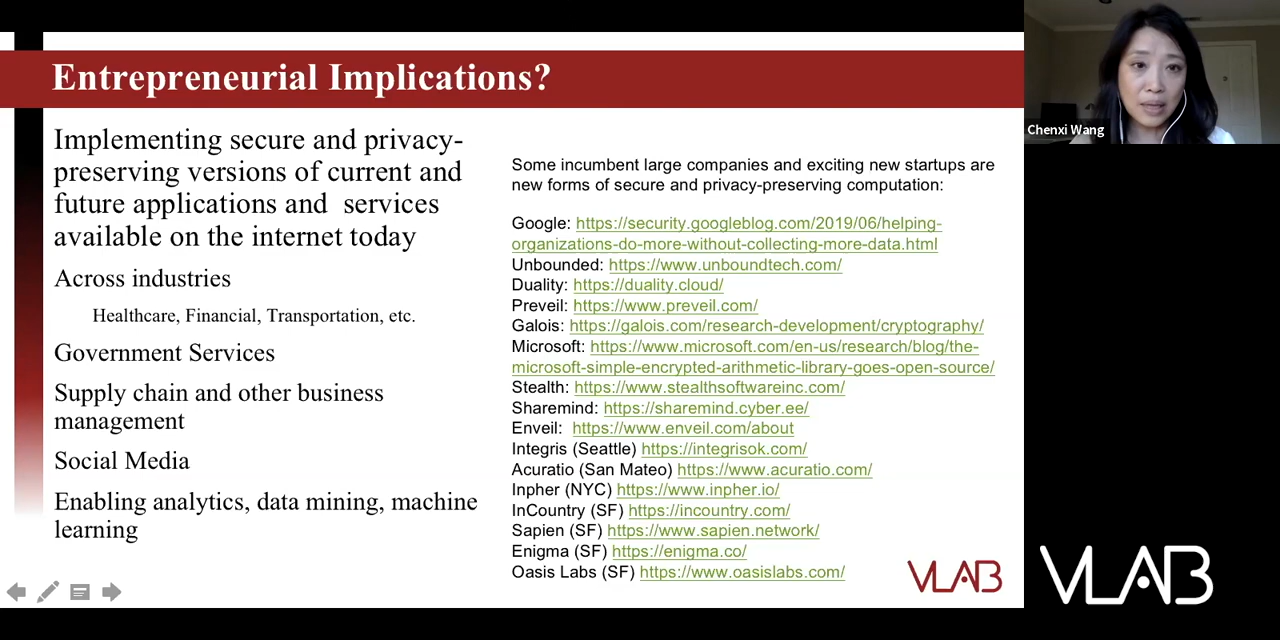 Entrepreneurial Implications?
Implementing secure and privacy-
preserving versions of current and
future applications and  services
available on the internet today
Across industries
Healthcare, Financial, Transportation, etc.
Government Services
Supply chain and other business
management
Social Media
Enabling analytics, data mining, machine
learning
Some incumbent large companies and exciting new startups are
new forms of secure and privacy-preserving computation:
Google: https://security.googleblog.com/2019/06/helping-
organizations-do-more-without-collecting-more-data.html
Unbounded: https://www.unboundtech.com/
Duality: https://duality.cloud/
Preveil: https://www.preveil.com/
Galois: https://galois.com/research-development/cryptography/
Microsoft: https://www.microsoft.com/en-us/research/blog/the-
microsoft-simple-encrypted-arithmetic-library-goes-open-source/
Stealth: https://www.stealthsoftwareinc.com/
Sharemind: https://sharemind.cyber.ee/
Enveil:  https://www.enveil.com/about
Integris (Seattle) https://integrisok.com/
Acuratio (San Mateo) https://www.acuratio.com/
Inpher (NYC) https://www.inpher.io/
InCountry (SF) https://incountry.com/
Sapien (SF) https://www.sapien.network/
Enigma (SF) https://enigma.co/
Oasis Labs (SF) https://www.oasislabs.com/
VLAB
Chenxi Wang
VLAB